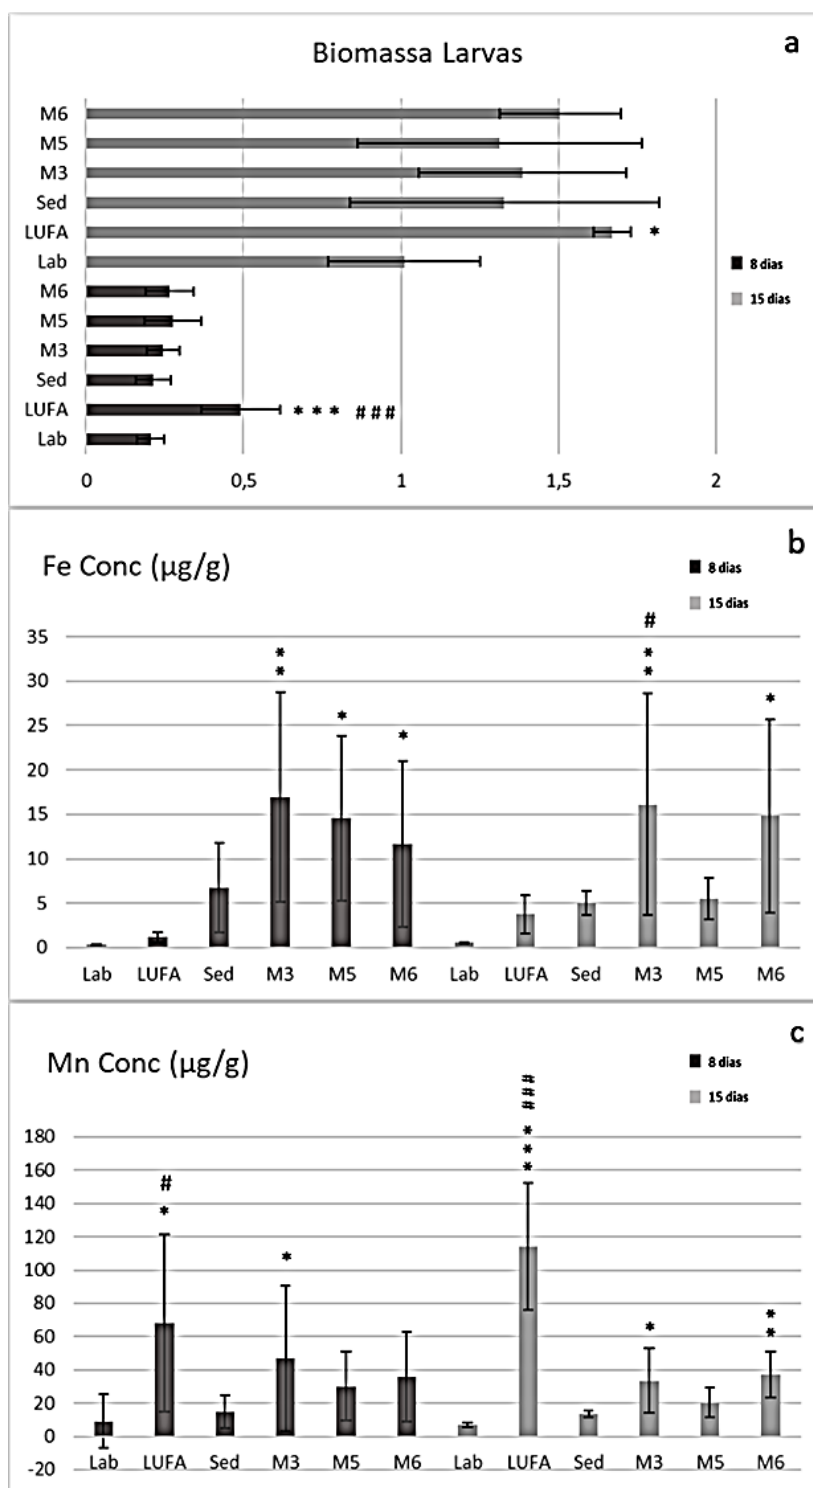 a
Biomassa Larvas
M6
M5
M3
Sed
LUFA *
Lab
M6
M5
M3
Sed
LUFA * * * # # #
Lab
0 0,5 1 1,5 2
8 dias
15 dias
b
Fe Conc (µg/g)
8 dias
15 dias
#
* * * *
* * * * *
35
30
25
20
15
10
5
0
Lab LUFA Sed M3 M5 M6 Lab LUFA Sed M3 M5 M6
c
Mn Conc (µg/g)
8 dias
15 dias
###
# * * *
* * * * *
180
160
140
120
100
80
60
40
20
0
-20
Lab LUFA Sed M3 M5 M6 Lab LUFA Sed M3 M5 M6